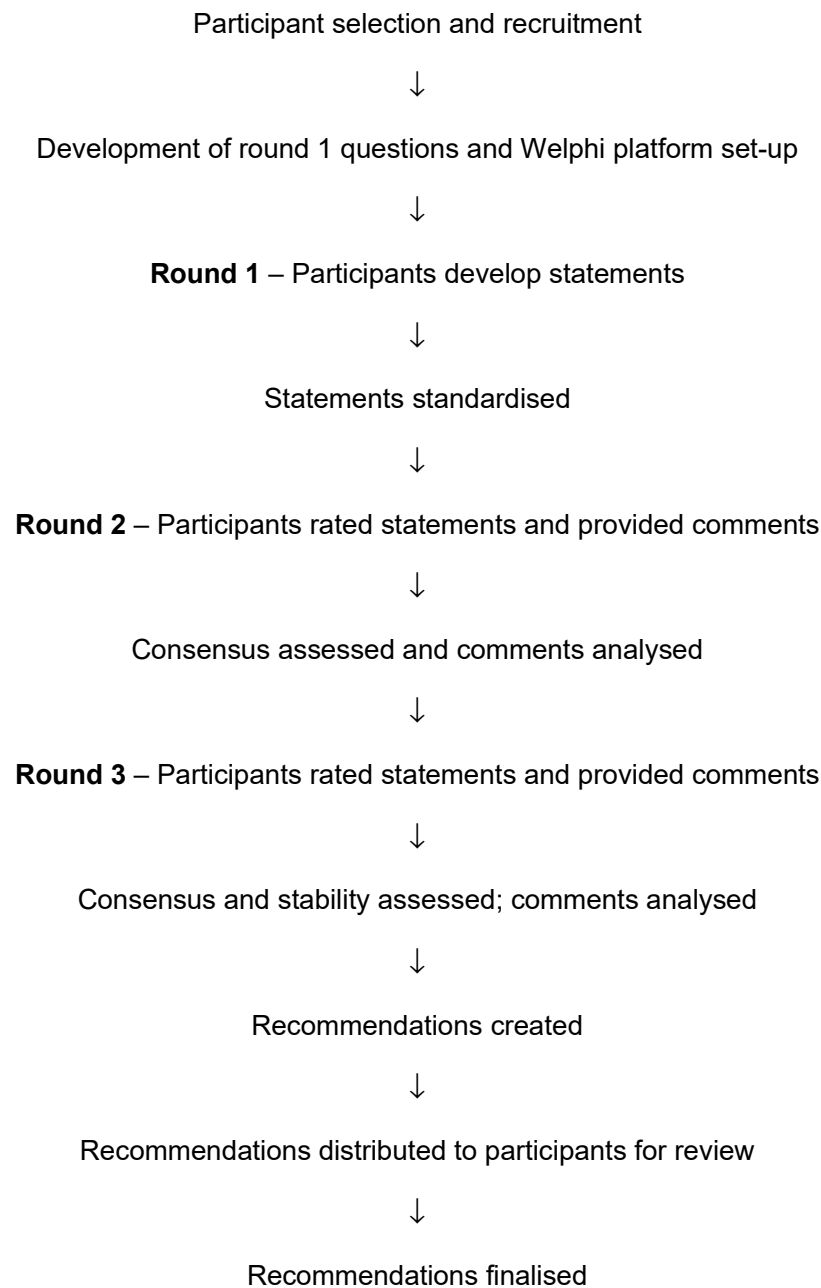 Participant selection and recruitment
↓
Development of round 1 questions and Welphi platform set-up
↓
Round 1 – Participants develop statements
↓
Statements standardised
↓
Round 2 – Participants rated statements and provided comments
↓
Consensus assessed and comments analysed
↓
Round 3 – Participants rated statements and provided comments
↓
Consensus and stability assessed; comments analysed
↓
Recommendations created
↓
Recommendations distributed to participants for review
↓
Recommendations finalised